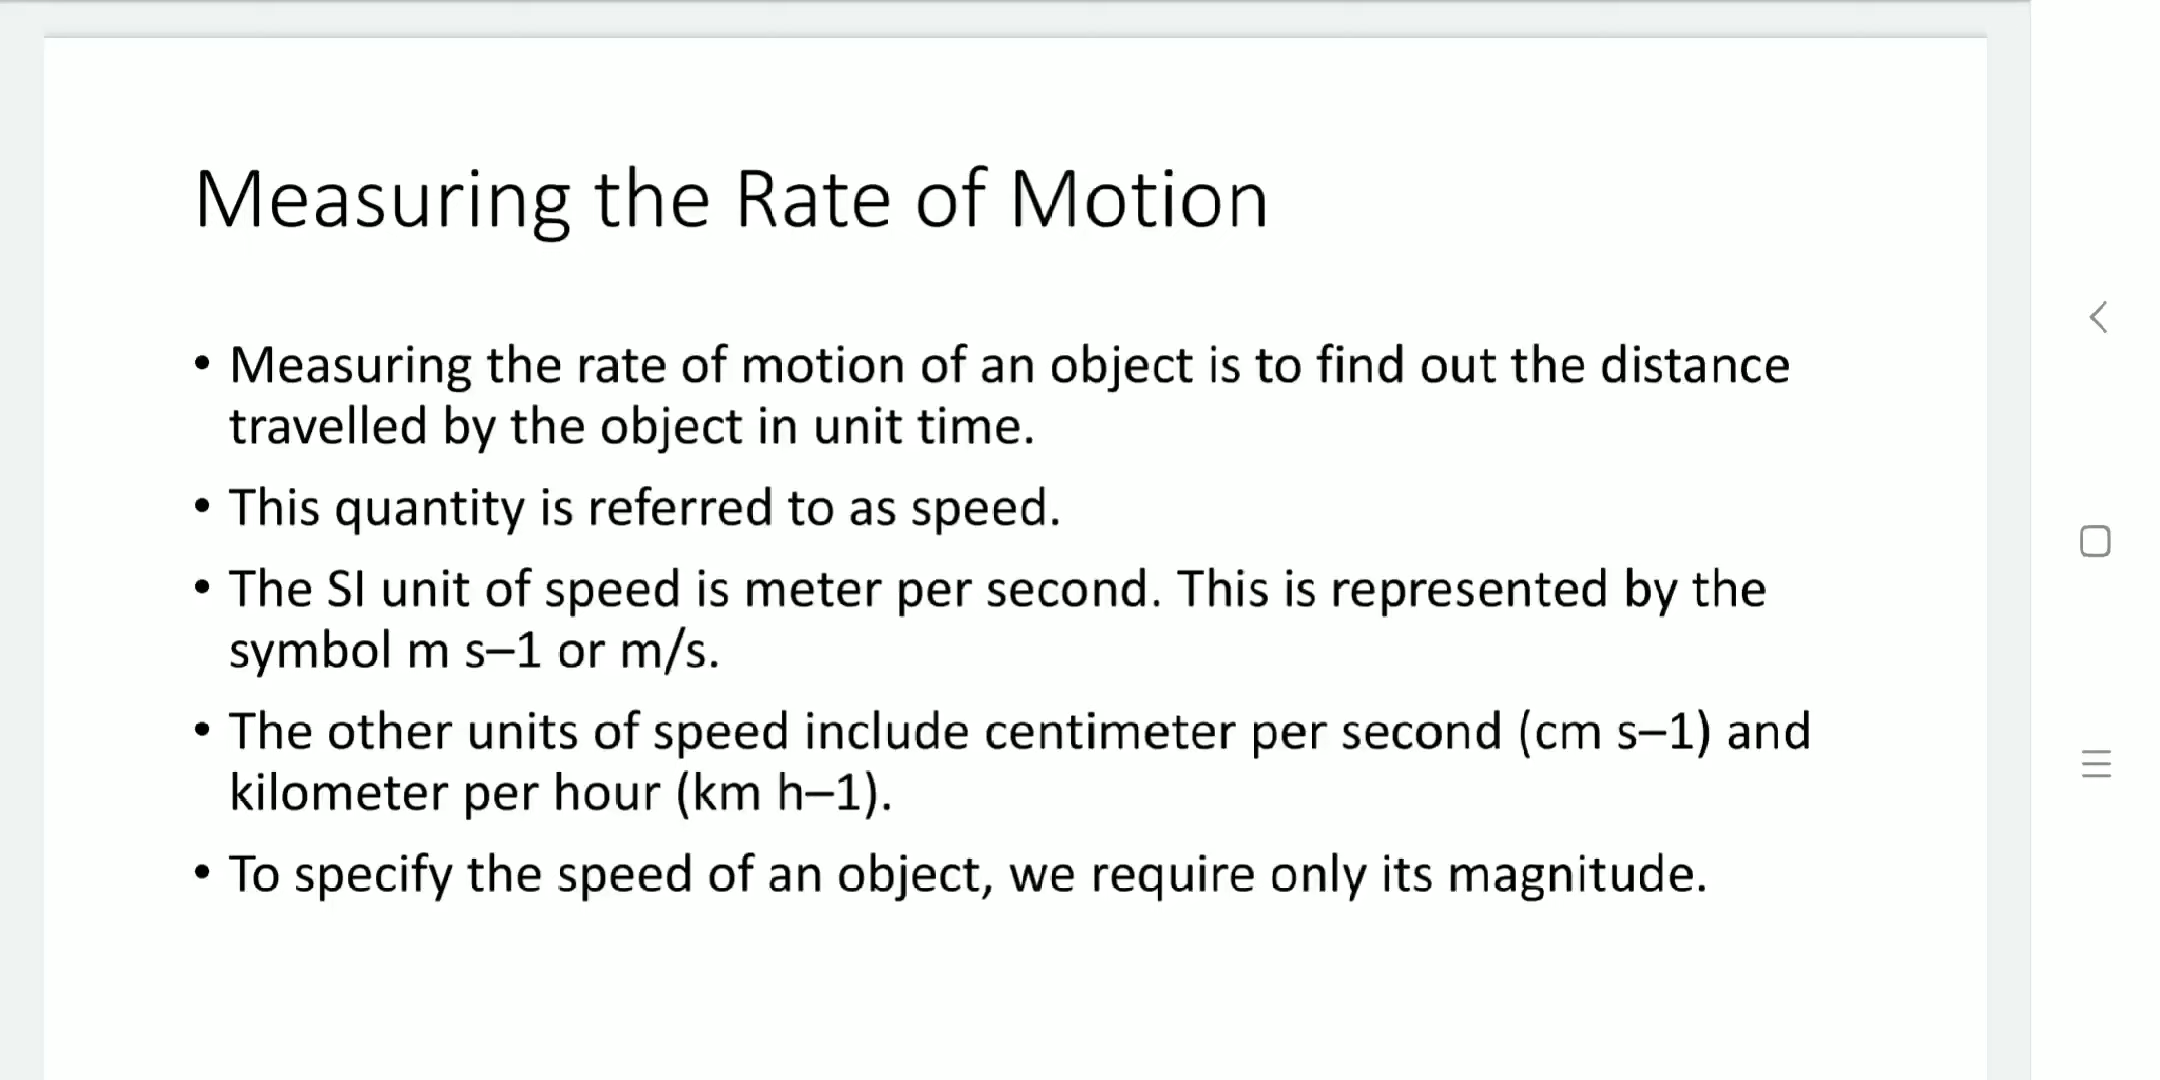 Measuring the Rate of Motion
• Measuring the rate of motion of an object is to find out the distance
travelled by the object in unit time.
• This quantity is referred to as speed.
• The SI unit of speed is meter per second. This is represented by the
symbol m s–1 or m/s.
• The other units of speed include centimeter per second (cm s–1) and
kilometer per hour (km h–1).
• To specify the speed of an object, we require only its magnitude.